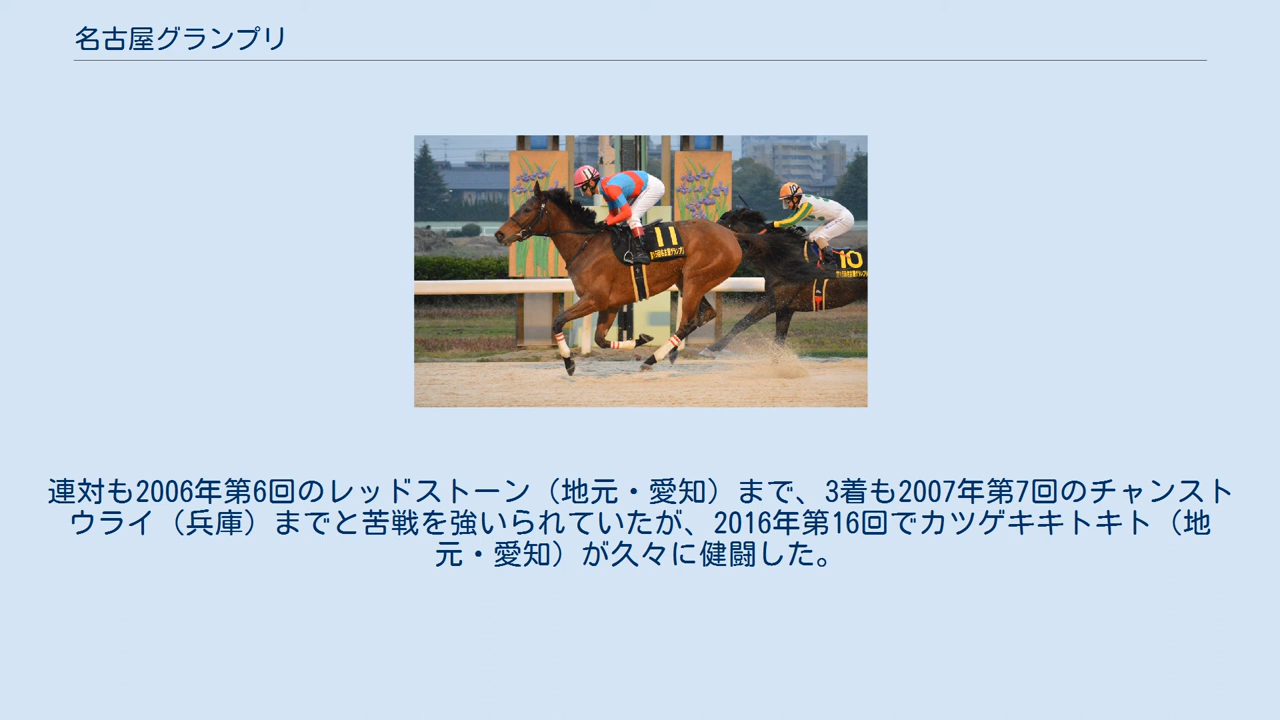 名古屋グランプリ
11
10
連対も2006年第6回のレッドストーン（地元・愛知）まで、3着も2007年第7回のチャンスト
ウライ（兵庫）までと苦戦を強いられていたが、2016年第16回でカツゲキキトキト（地
元・愛知）が久々に健闘した。